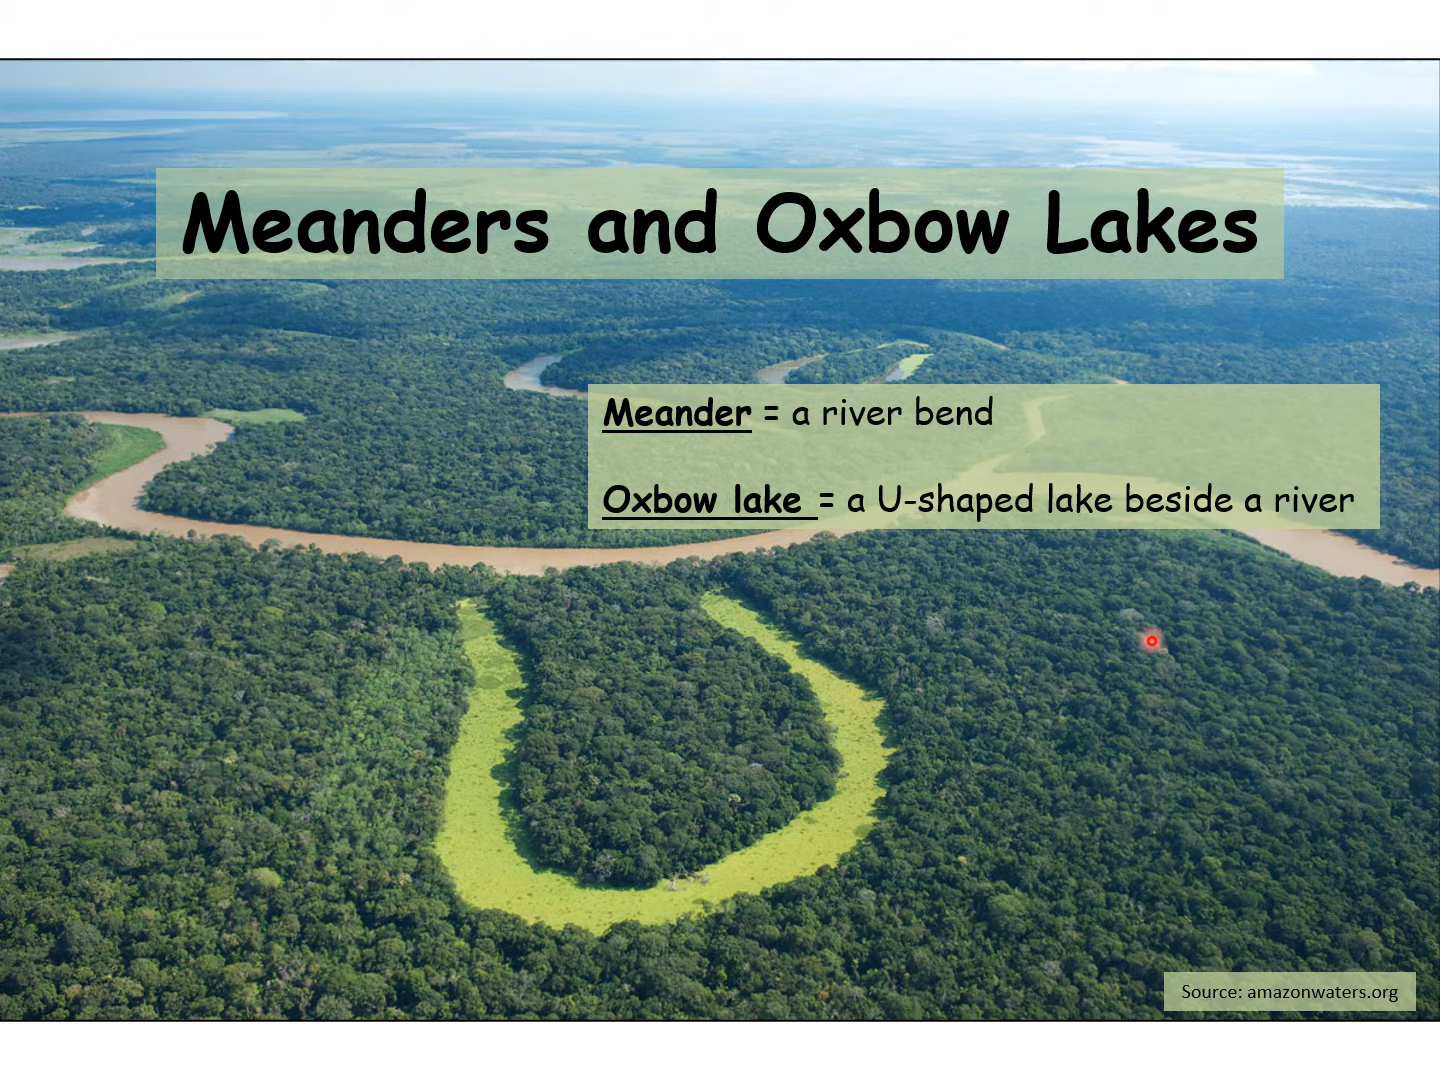 Meanders and Oxbow Lakes
Meander = a river bend
Oxbow lake = a U-shaped lake beside a river
Source: amazonwaters.org